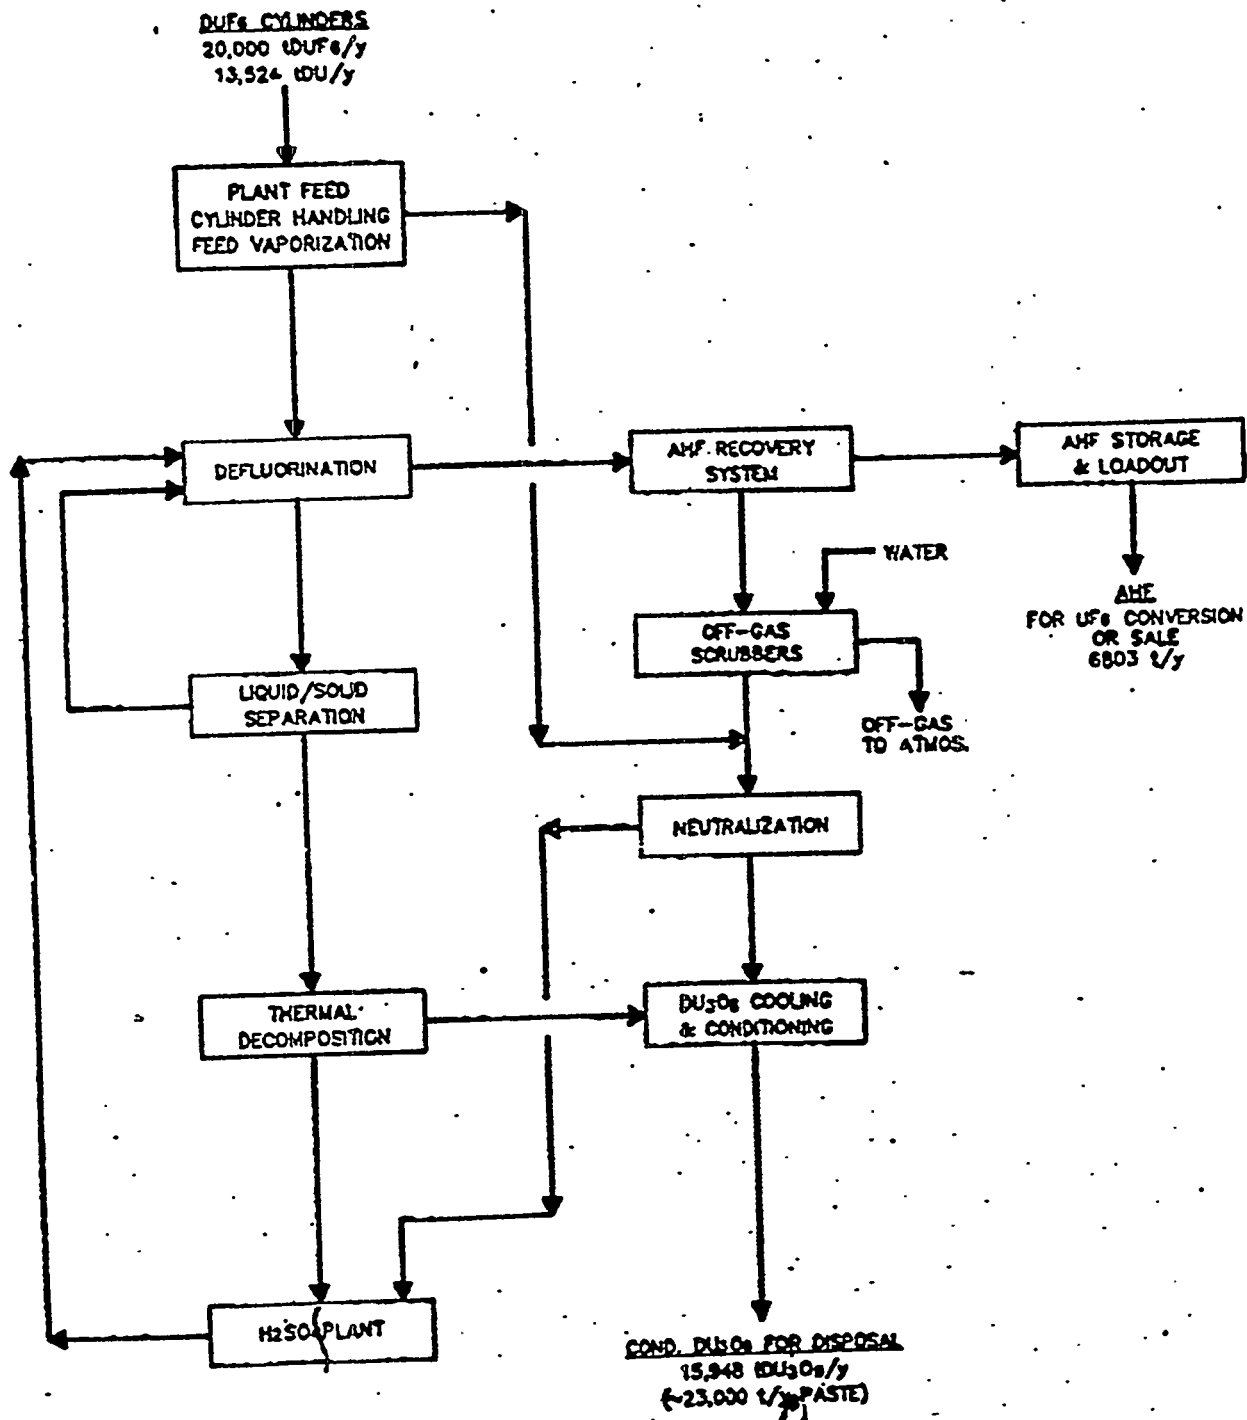 DUF6 CYLINDERS
20,000 tDUF6/y
13,524 tDU/y
PLANT FEED
CYLINDER HANDLING
FEED VAPORIZATION
DEFLUORINATION
AHF RECOVERY
SYSTEM
AHF STORAGE
& LOADOUT
WATER
AHF
FOR UF6 CONVERSION
OR SALE
6803 t/y
OFF-GAS
SCRUBBERS
OFF-GAS
TO ATMOS.
LIQUID/SOLID
SEPARATION
NEUTRALIZATION
THERMAL
DECOMPOSITION
DU3O8 COOLING
& CONDITIONING
H2SO4 PLANT
COND. DU3O8 FOR DISPOSAL
15,948 tDU3O8/y
(~23,000 t/y PASTE)